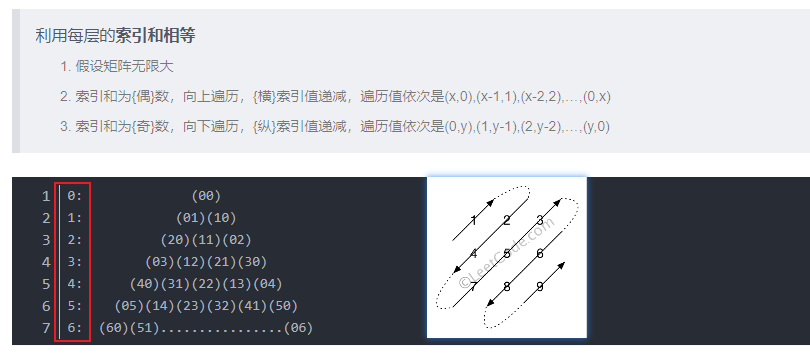 利用每层的索引和相等
1. 假设矩阵无限大
2. 索引和为{偶}数，向上遍历，{横}索引值递减，遍历值依次是(x,0),(x-1,1),(x-2,2),...,(0,x)
3. 索引和为{奇}数，向下遍历，{纵}索引值递减，遍历值依次是(0,y),(1,y-1),(2,y-2),...,(y,0)
1 0: (00)
2 1: (01)(10)
3 2: (20)(11)(02)
4 3: (03)(12)(21)(30)
5 4: (40)(31)(22)(13)(04)
6 5: (05)(14)(23)(32)(41)(50)
7 6: (60)(51)................(06)
1 2 3
4 5 6
7 8 9
©LeetCode.com